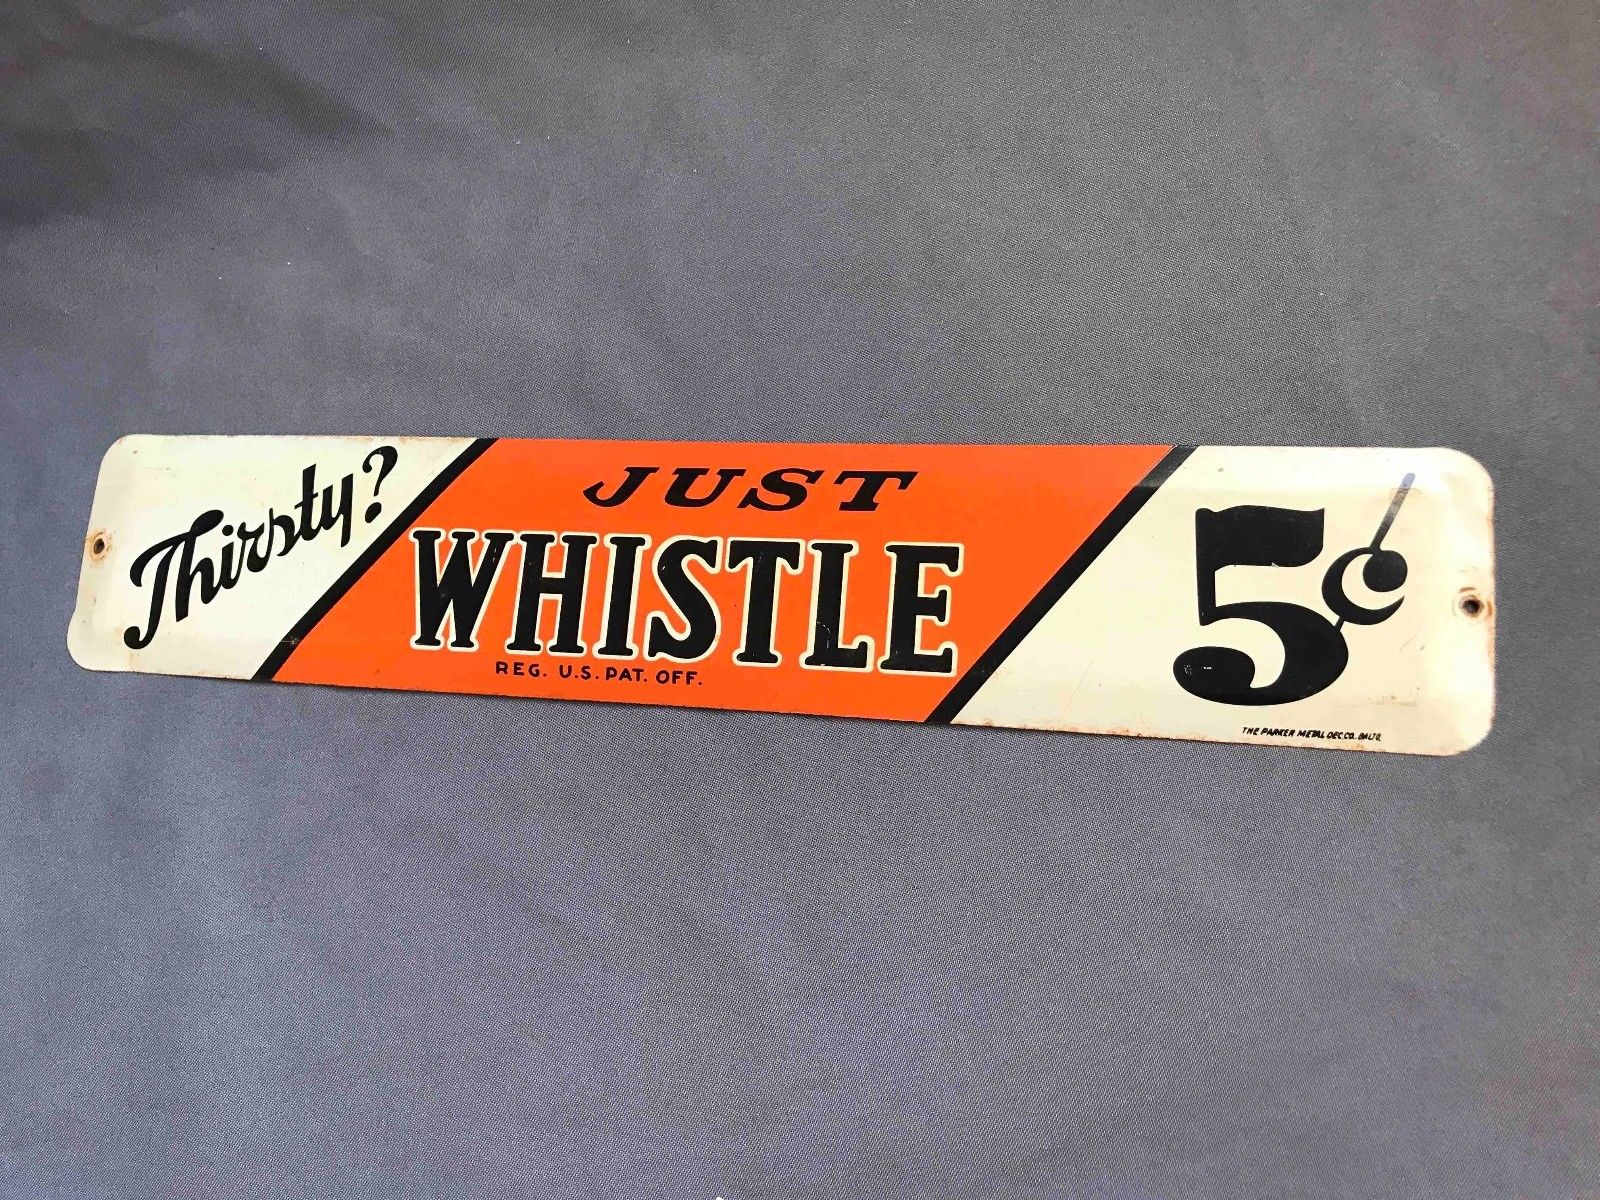 Thirsty?
JUST
WHISTLE
REG. U.S. PAT. OFF.
5¢
THE PARKER METAL DEC. CO. BALTO.